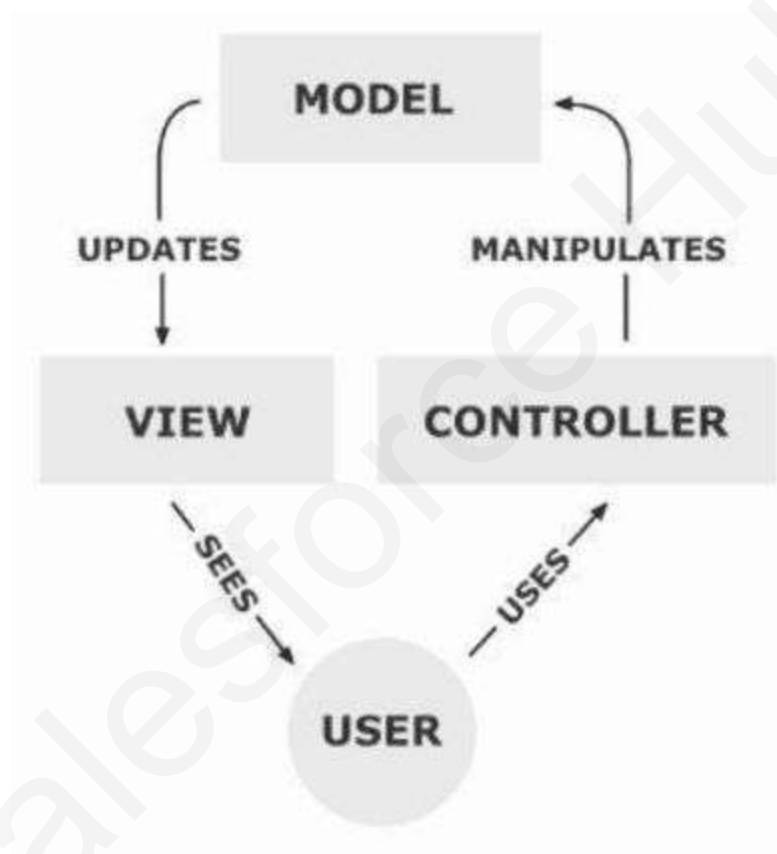 MODEL
UPDATES
MANIPULATES
VIEW
CONTROLLER
SEES
USES
USER